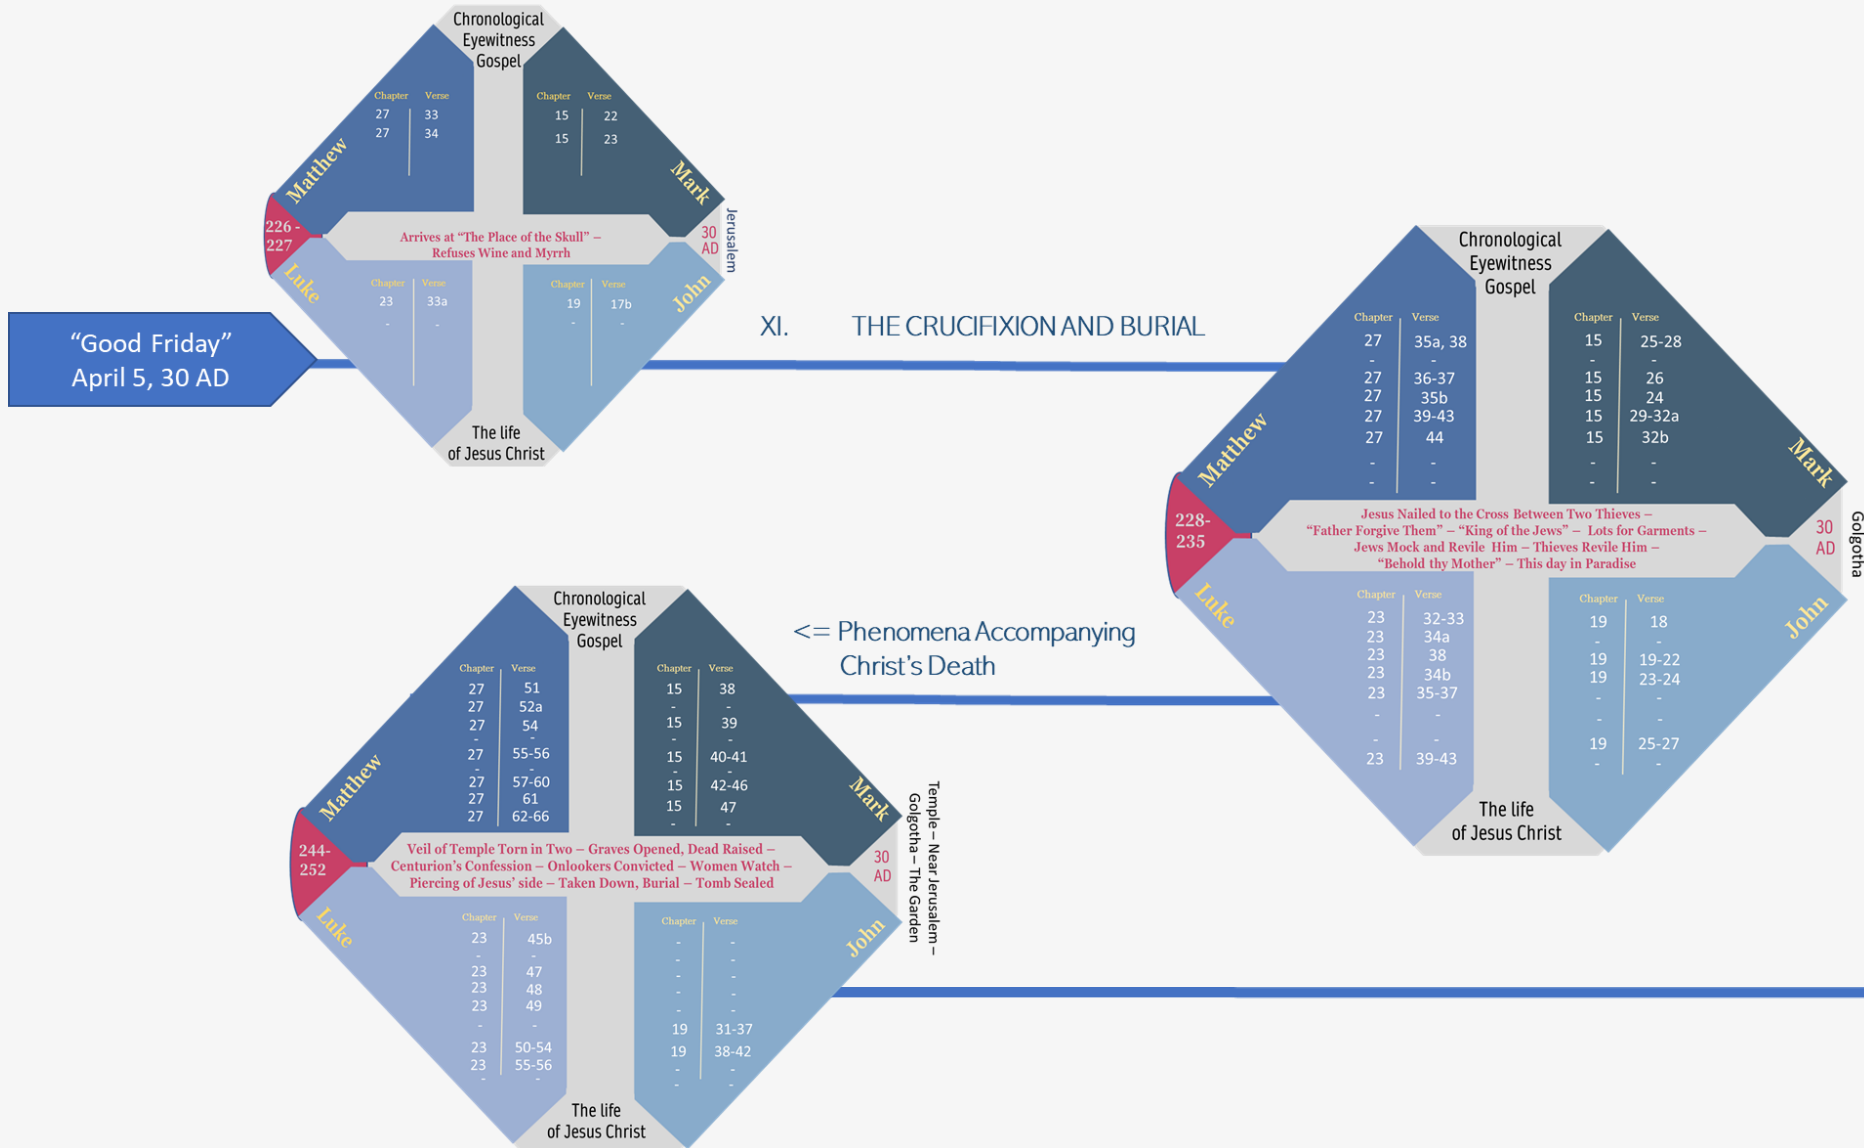 Chronological
Eyewitness
Gospel
Chapter Verse
27 33
27 34
Matthew
Chapter Verse
15 22
15 23
Mark
226 -
227
Arrives at “The Place of the Skull” –
Refuses Wine and Myrrh
30
AD
Jerusalem
Luke
Chapter Verse
23 33a
- -
Chapter Verse
19 17b
- -
John
The life
of Jesus Christ
“Good Friday”
April 5, 30 AD
XI. THE CRUCIFIXION AND BURIAL
Chronological
Eyewitness
Gospel
Chapter Verse
27 35a, 38
- -
27 36-37
27 35b
27 39-43
27 44
- -
- -
Matthew
Chapter Verse
15 25-28
- -
15 26
15 24
15 29-32a
15 32b
- -
- -
Mark
228-
235
Jesus Nailed to the Cross Between Two Thieves –
“Father Forgive Them” – “King of the Jews” – Lots for Garments –
Jews Mock and Revile Him – Thieves Revile Him –
“Behold thy Mother” – This day in Paradise
30
AD
Golgotha
Luke
Chapter Verse
23 32-33
23 34a
23 38
23 34b
23 35-37
- -
- -
23 39-43
Chapter Verse
19 18
- -
19 19-22
19 23-24
- -
- -
19 25-27
- -
John
The life
of Jesus Christ
<= Phenomena Accompanying
Christ's Death
Chronological
Eyewitness
Gospel
Chapter Verse
27 51
27 52a
27 54
- -
27 55-56
- -
27 57-60
27 61
27 62-66
Matthew
Chapter Verse
15 38
- -
15 39
- -
15 40-41
- -
15 42-46
15 47
- -
Mark
244-
252
Veil of Temple Torn in Two – Graves Opened, Dead Raised –
Centurion’s Confession – Onlookers Convicted – Women Watch –
Piercing of Jesus’ side – Taken Down, Burial – Tomb Sealed
30
AD
Temple – Near Jerusalem –
Golgotha – The Garden
Luke
Chapter Verse
23 45b
- -
23 47
23 48
23 49
- -
23 50-54
23 55-56
- -
Chapter Verse
- -
- -
- -
- -
- -
19 31-37
19 38-42
- -
- -
John
The life
of Jesus Christ